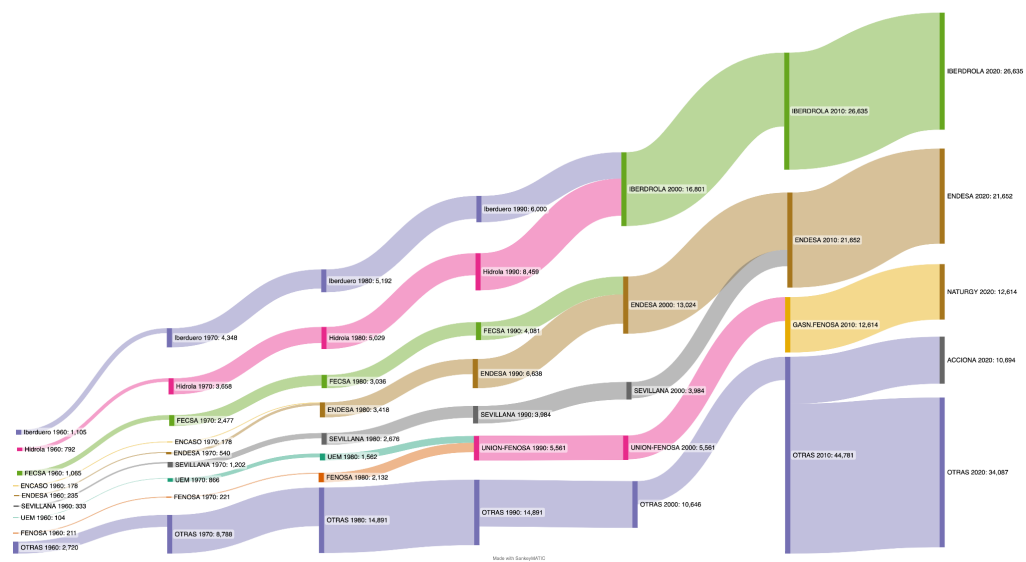 IBERDROLA 2020: 26,635
IBERDROLA 2010: 26,635
IBERDROLA 2000: 16,801
ENDESA 2020: 21,652
Iberduero 1990: 6,000
ENDESA 2010: 21,652
Hidrola 1990: 8,459
Iberduero 1980: 5,192
NATURGY 2020: 12,614
ENDESA 2000: 13,024
GASN.FENOSA 2010: 12,614
FECSA 1990: 4,081
Iberduero 1970: 4,348
Hidrola 1980: 5,029
ACCIONA 2020: 10,694
ENDESA 1990: 6,638
FECSA 1980: 3,036
Hidrola 1970: 3,658
SEVILLANA 2000: 3,984
ENDESA 1980: 3,418
SEVILLANA 1990: 3,984
FECSA 1970: 2,477
Iberduero 1960: 1,105
SEVILLANA 1980: 2,676
ENCASO 1970: 178
UNION-FENOSA 1990: 5,561
UNION-FENOSA 2000: 5,561
Hidrola 1960: 792
ENDESA 1970: 540
OTRAS 2010: 44,781
UEM 1980: 1,562
SEVILLANA 1970: 1,202
FECSA 1960: 1,065
OTRAS 2020: 34,087
FENOSA 1980: 2,132
UEM 1970: 866
ENCASO 1960: 178
ENDESA 1960: 235
FENOSA 1970: 221
SEVILLANA 1960: 333
OTRAS 2000: 10,646
OTRAS 1990: 14,891
UEM 1960: 104
OTRAS 1980: 14,891
FENOSA 1960: 211
OTRAS 1970: 8,788
OTRAS 1960: 2,720
Made with SankeyMATIC